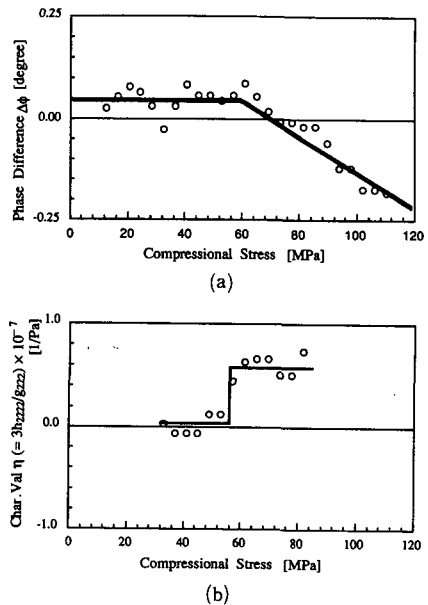 0.25
0.00
-0.25
Phase Difference Δϕ [degree]
0 20 40 60 80 100 120
Compressional Stress [MPa]
(a)
1.0
0.0
-1.0
Char. Val η (= 3h2222/g222) × 10⁻⁷
[1/Pa]
0 20 40 60 80 100 120
Compressional Stress [MPa]
(b)